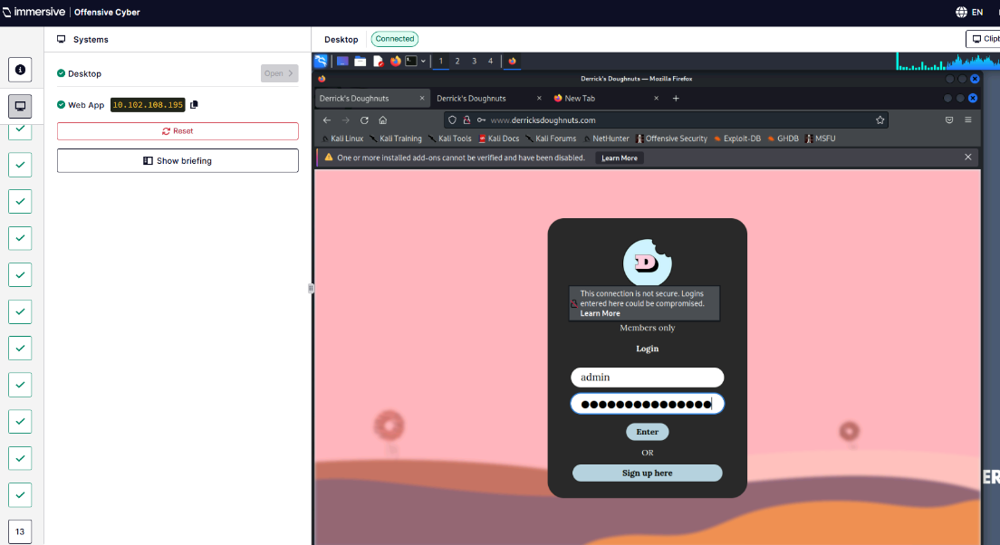 immersive | Offensive Cyber
EN
Systems
Desktop
Connected
Desktop
Open
Web App
10.102.108.195
Reset
Show briefing
13
1 2 3 4
Derrick's Doughnuts — Mozilla Firefox
Derrick's Doughnuts
Derrick's Doughnuts
New Tab
www.derricksdoughnuts.com
Kali Linux
Kali Training
Kali Tools
Kali Docs
Kali Forums
NetHunter
Offensive Security
Exploit-DB
GHDB
MSFU
One or more installed add-ons cannot be verified and have been disabled.
Learn More
D
This connection is not secure. Logins
entered here could be compromised.
Learn More
Members only
Login
admin
Enter
OR
Sign up here